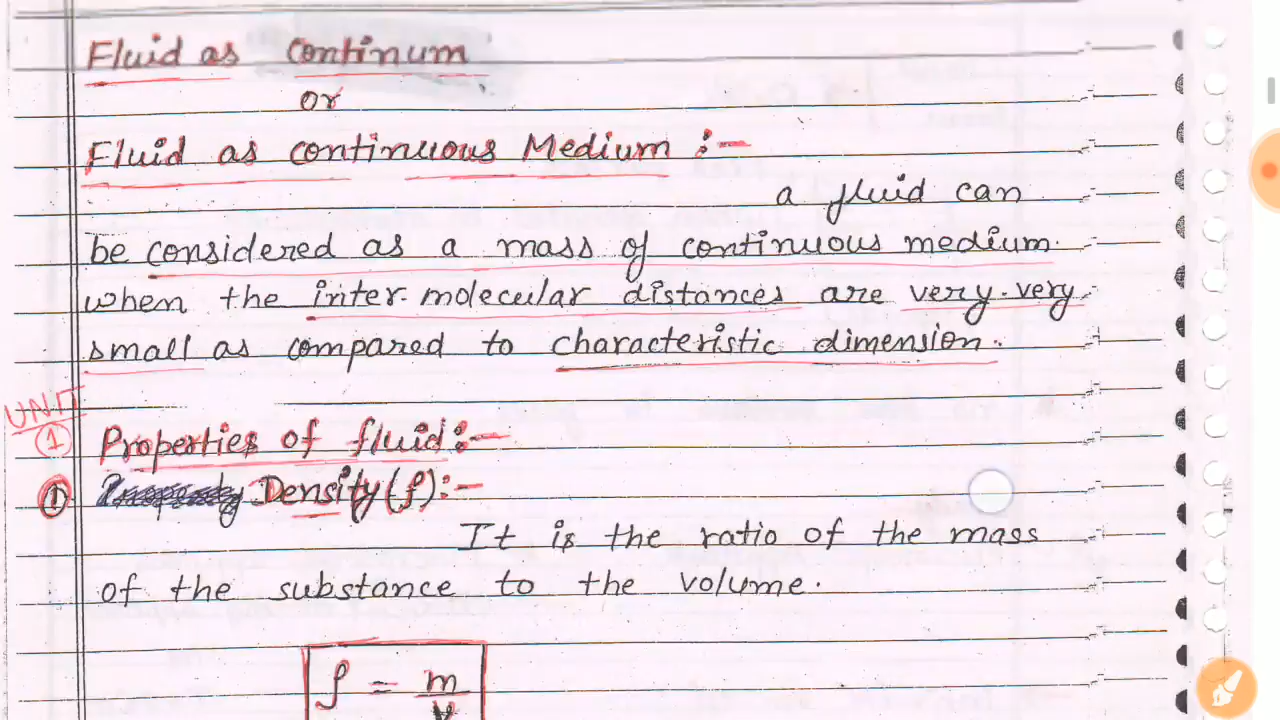 Fluid as continum
or
Fluid as continuous Medium :-
a fluid can
be considered as a mass of continuous medium.
when the inter-molecular distances are very-very
small as compared to characteristic dimension.
UNIT
1 Properties of fluid:-
1 Density (ρ):-
It is the ratio of the mass
of the substance to the volume.
ρ = m
V